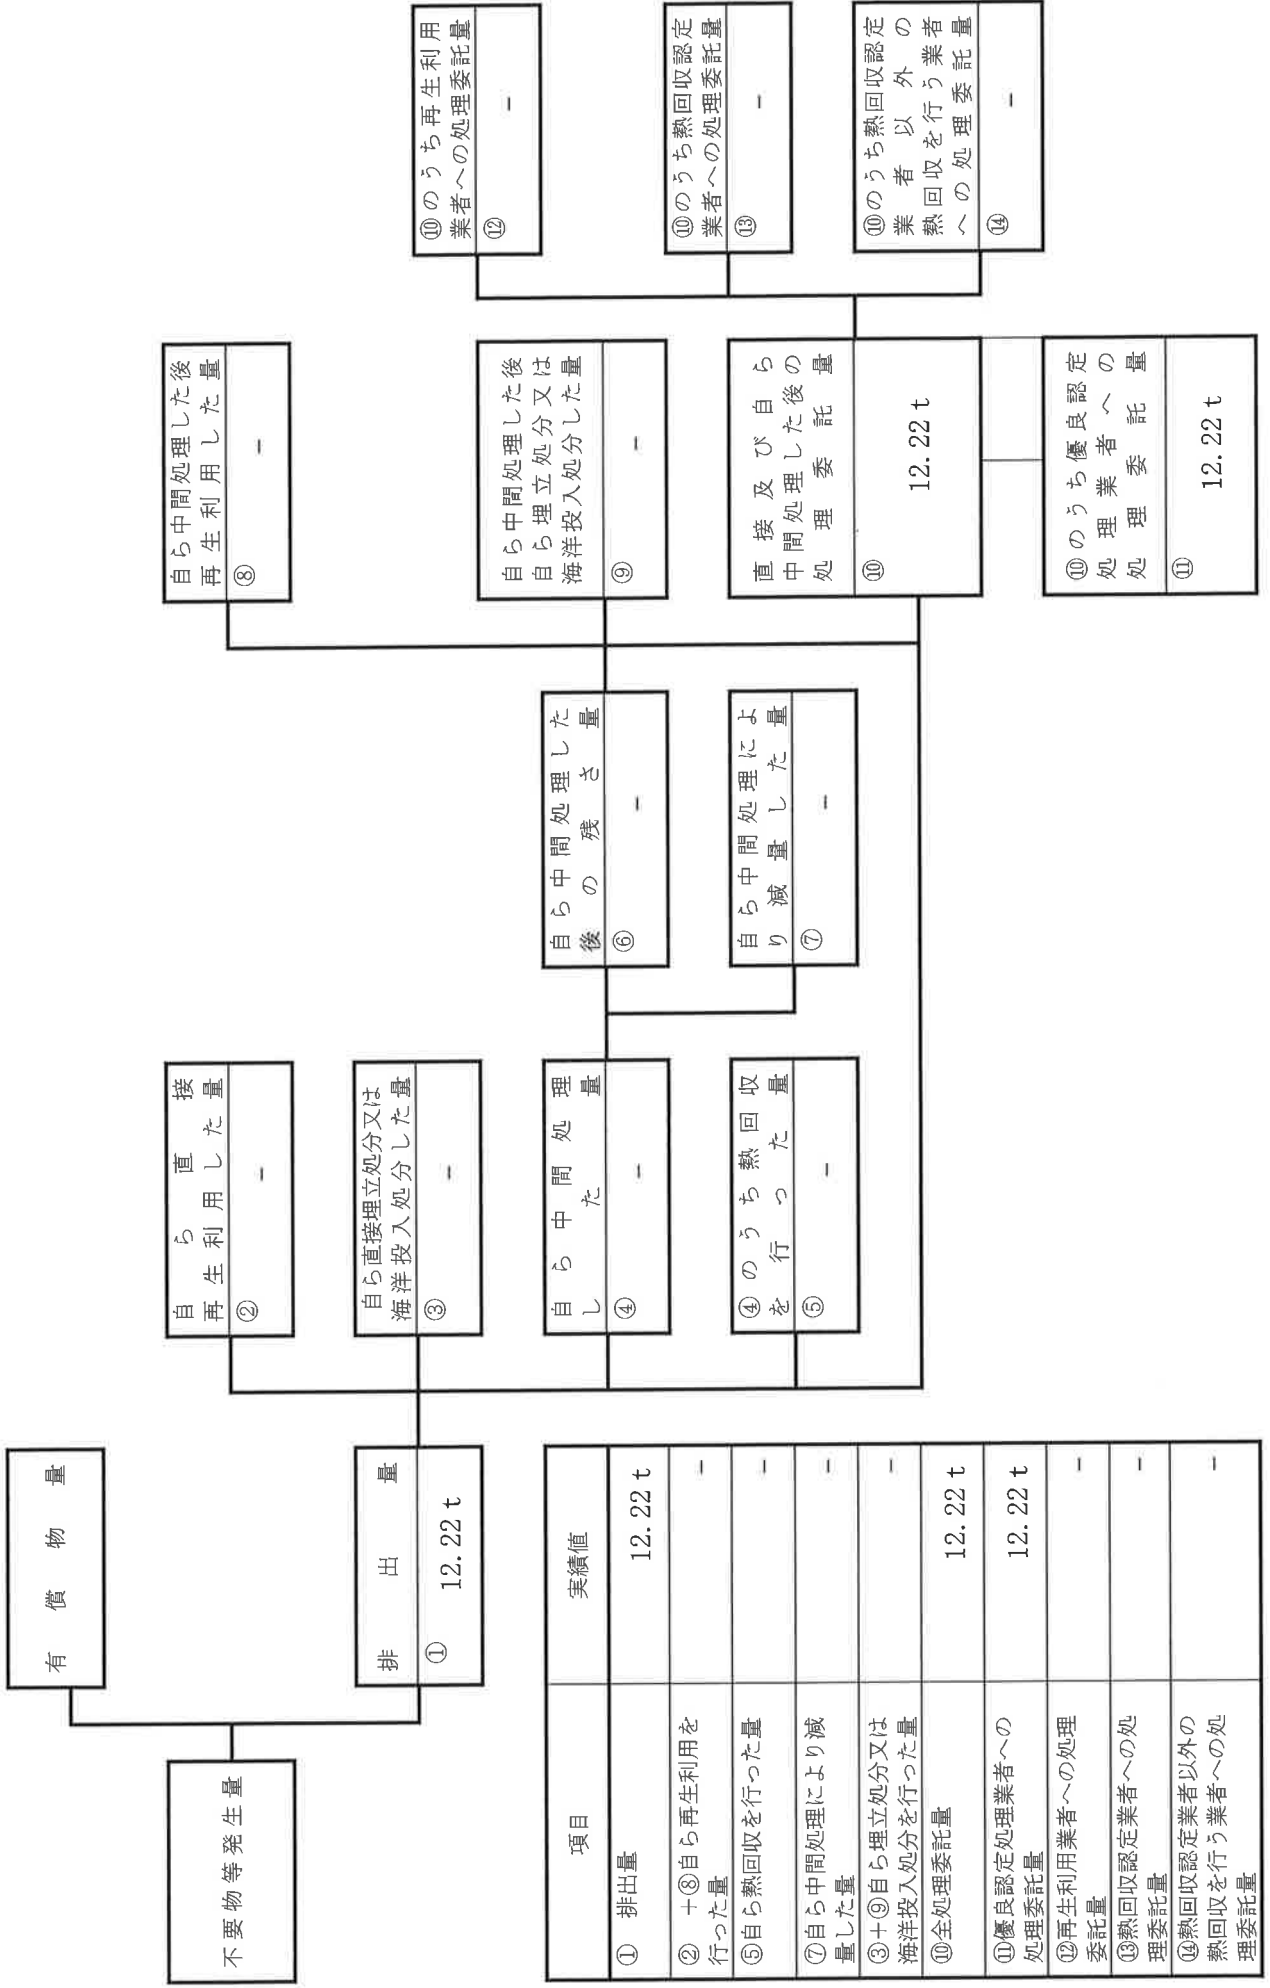 不要物等発生量
有償物量
排出量
① 12.22 t
自ら直接
再生利用した量
② －
自ら直接埋立処分又は
海洋投入処分した量
③ －
自ら中間処理
した量
④ －
④のうち熱回収
を行った量
⑤ －
自ら中間処理した
後の残さ量
⑥ －
自ら中間処理によ
り減量した量
⑦ －
自ら中間処理した後
再生利用した量
⑧ －
自ら中間処理した後
自ら埋立処分又は
海洋投入処分した量
⑨ －
直接及び自ら
中間処理した後の
処理委託量
⑩ 12.22 t
⑩のうち優良認定
処理業者への
処理委託量
⑪ 12.22 t
⑩のうち再生利用
業者への処理委託量
⑫ －
⑩のうち熱回収認定
業者への処理委託量
⑬ －
⑩のうち熱回収認定
業者以外の
熱回収を行う業者
への処理委託量
⑭ －
項目 実績値
① 排出量 12.22 t
② ＋⑧自ら再生利用を
行った量 －
⑤自ら熱回収を行った量 －
⑦自ら中間処理により減
量した量 －
③＋⑨自ら埋立処分又は
海洋投入処分を行った量 －
⑩全処理委託量 12.22 t
⑪優良認定処理業者への
処理委託量 12.22 t
⑫再生利用業者への処理
委託量 －
⑬熱回収認定業者への処
理委託量 －
⑭熱回収認定業者以外の
熱回収を行う業者への処
理委託量 －